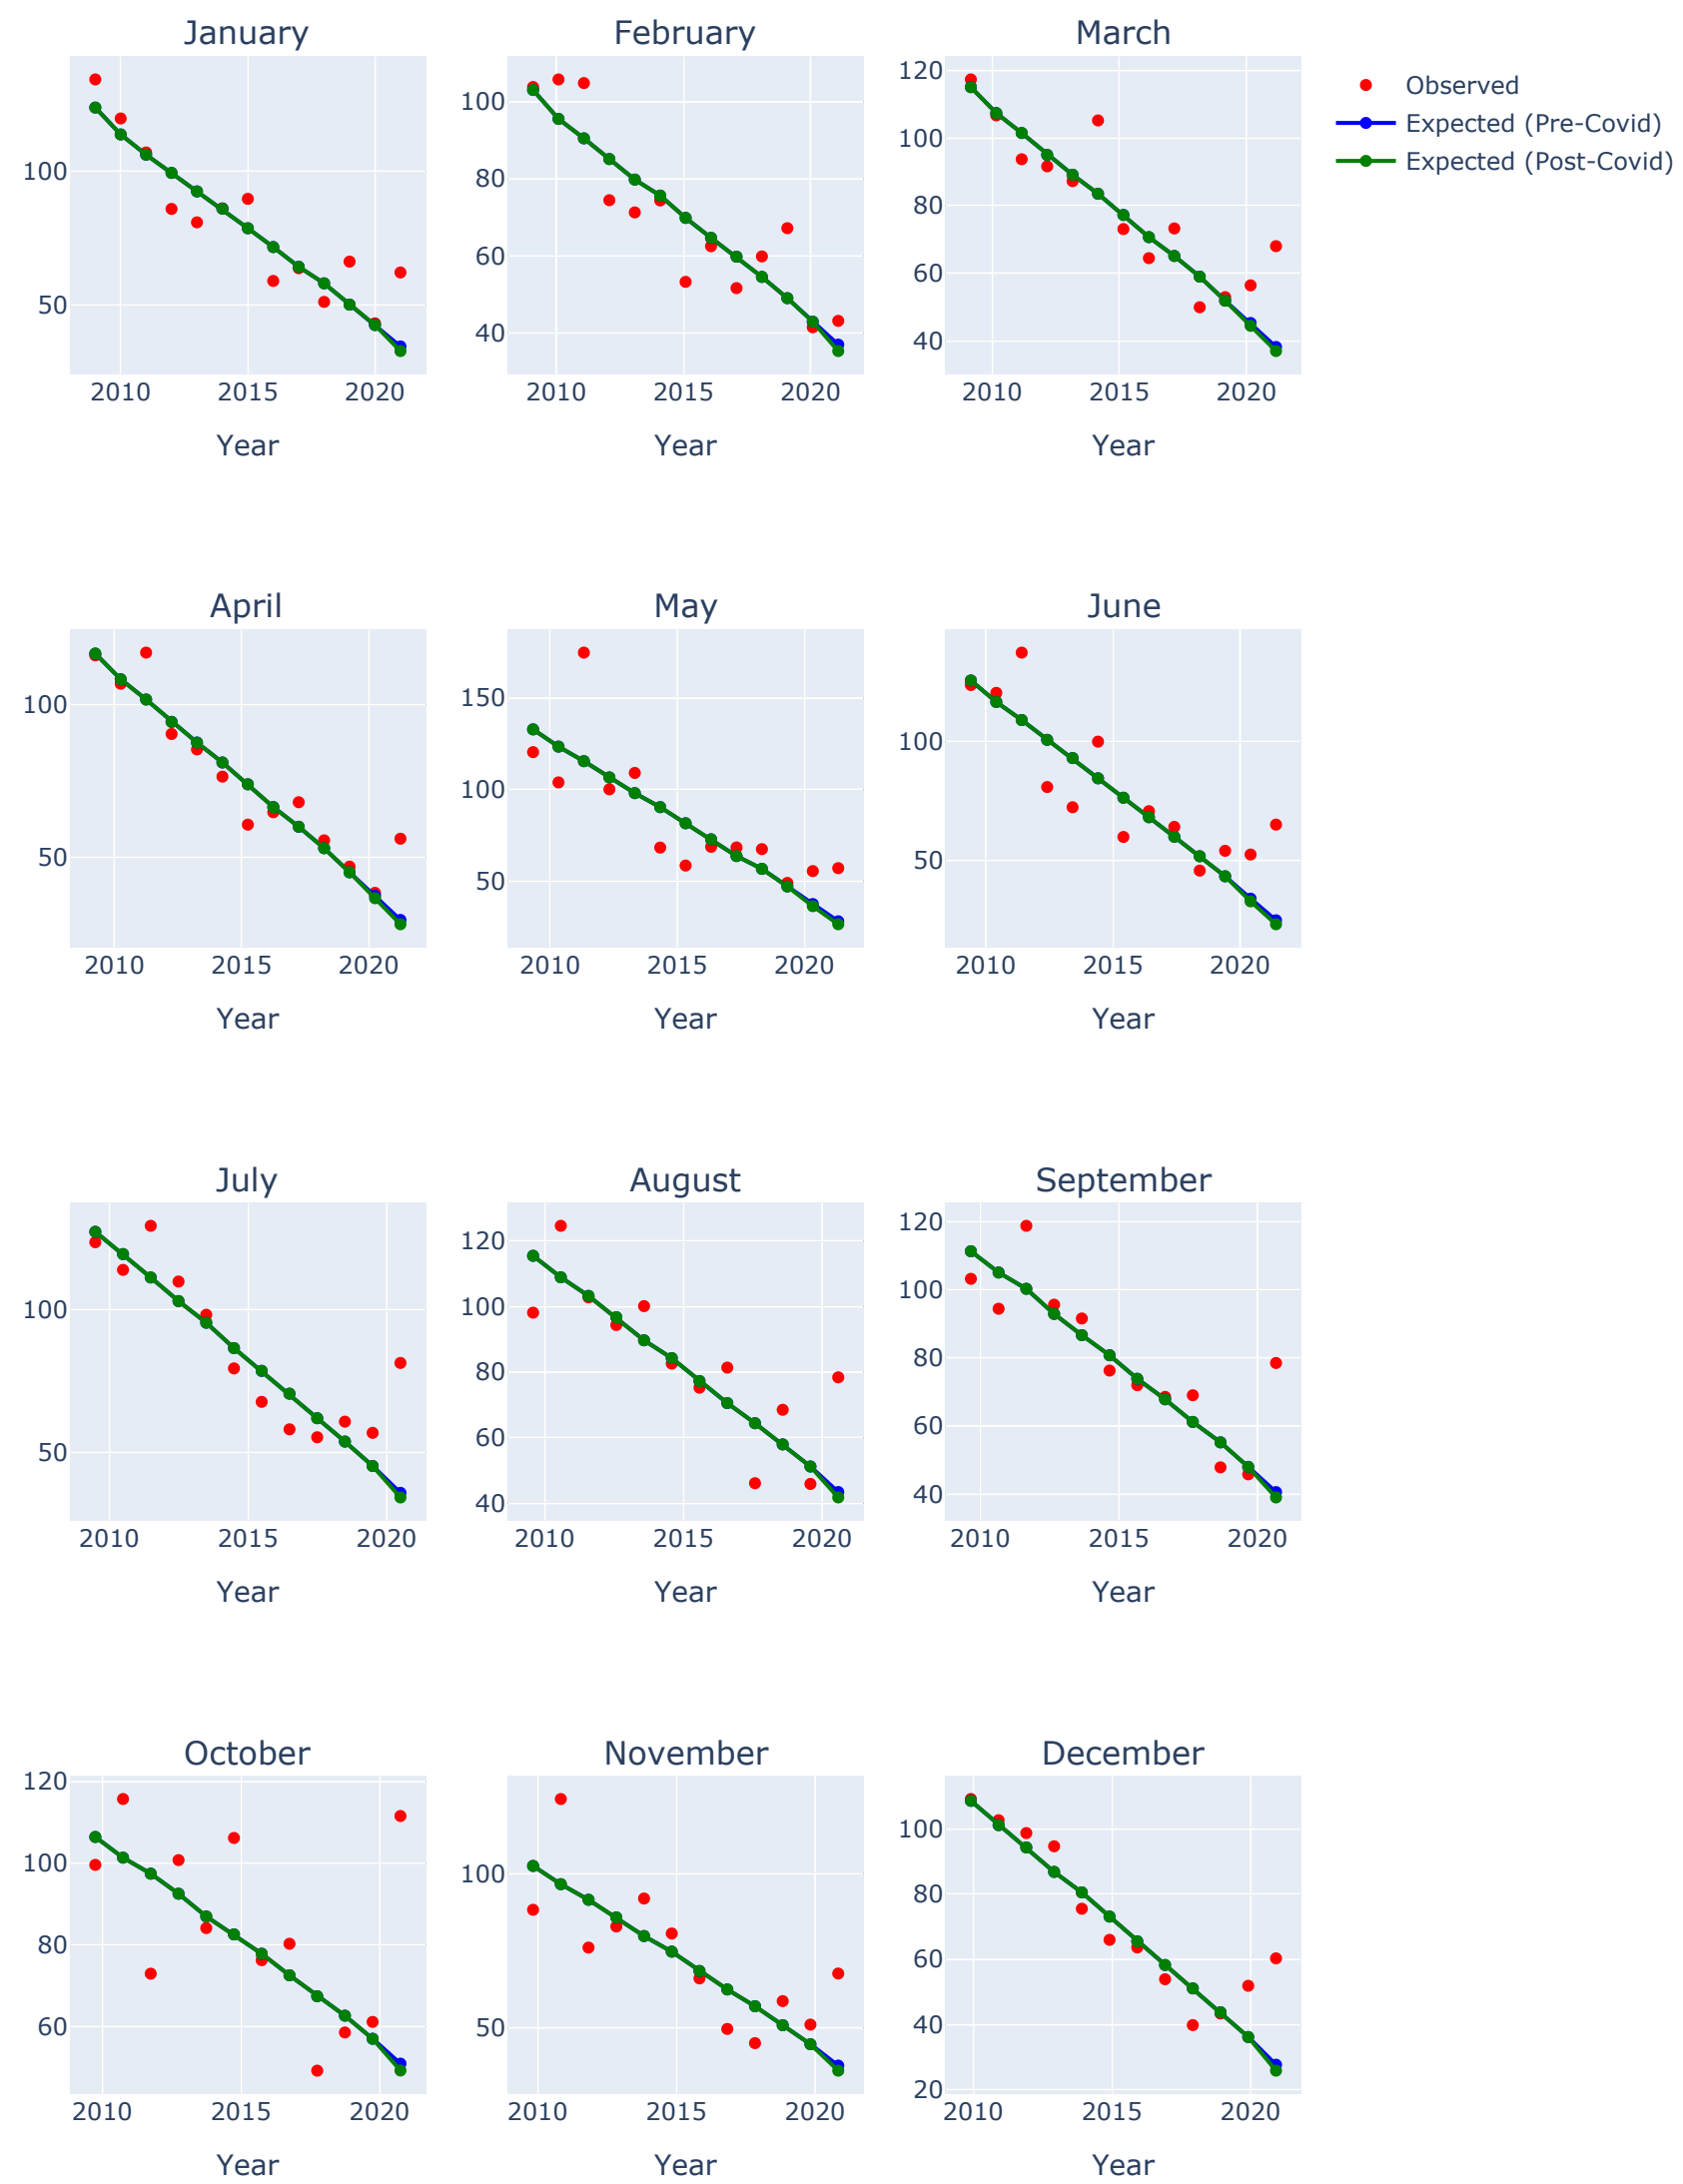 January
February
March
Observed
Expected (Pre-Covid)
Expected (Post-Covid)
100
50
100
80
60
40
120
100
80
60
40
2010 2015 2020
2010 2015 2020
2010 2015 2020
Year
Year
Year
April
May
June
100
50
150
100
50
100
50
2010 2015 2020
2010 2015 2020
2010 2015 2020
Year
Year
Year
July
August
September
100
50
120
100
80
60
40
120
100
80
60
40
2010 2015 2020
2010 2015 2020
2010 2015 2020
Year
Year
Year
October
November
December
120
100
80
60
100
50
100
80
60
40
20
2010 2015 2020
2010 2015 2020
2010 2015 2020
Year
Year
Year